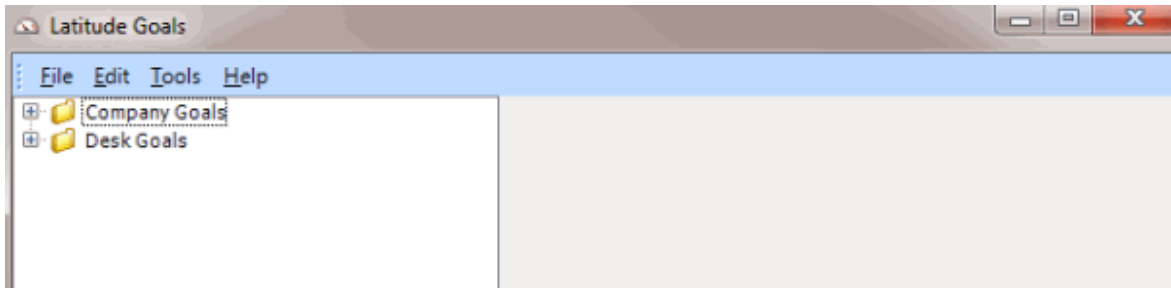 Latitude Goals
File Edit Tools Help
Company Goals
Desk Goals